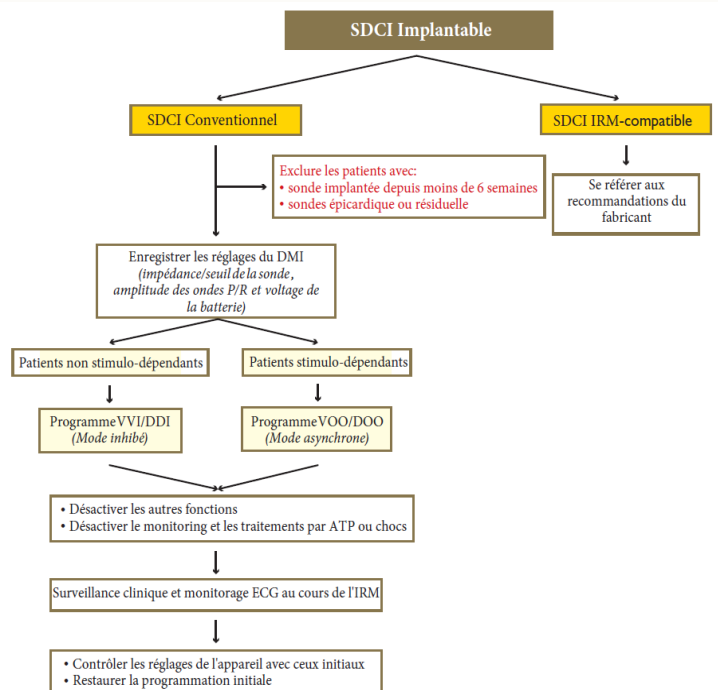 SDCI Implantable
SDCI Conventionnel
SDCI IRM-compatible
Exclure les patients avec:
• sonde implantée depuis moins de 6 semaines
• sondes épicardique ou résiduelle
Se référer aux
recommandations du
fabricant
Enregistrer les réglages du DMI
(impédance/seuil de la sonde,
amplitude des ondes P/R et voltage de
la batterie)
Patients non stimulo-dépendants
Patients stimulo-dépendants
Programme VVI/DDI
(Mode inhibé)
Programme VOO/DOO
(Mode asynchrone)
• Désactiver les autres fonctions
• Désactiver le monitoring et les traitements par ATP ou chocs
Surveillance clinique et monitorage ECG au cours de l'IRM
• Contrôler les réglages de l'appareil avec ceux initiaux
• Restaurer la programmation initiale